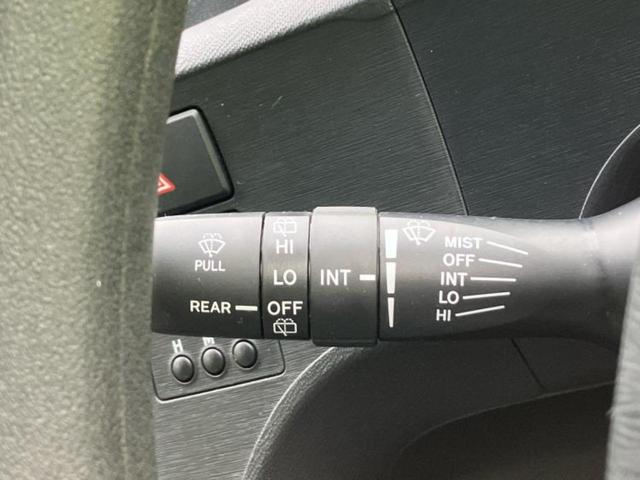 PULL
REAR
HI
LO
OFF
INT
MIST
OFF
INT
LO
HI
H M